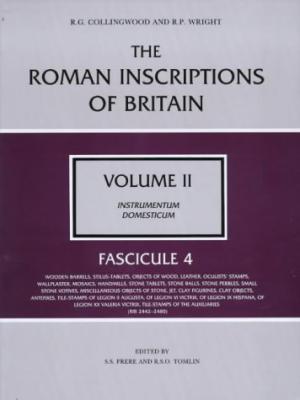 R.G. COLLINGWOOD AND R.P. WRIGHT
THE
ROMAN INSCRIPTIONS
OF BRITAIN
VOLUME II
INSTRUMENTUM
DOMESTICUM
FASCICULE 4
WOODEN BARRELS, STILUS-TABLETS, OBJECTS OF WOOD, LEATHER, OCULISTS' STAMPS,
WALLPLASTER, MOSAICS, HANDMILLS, STONE TABLETS, STONE BALLS, STONE PEBBLES, SMALL
STONE VOTIVES, MISCELLANEOUS OBJECTS OF STONE, JET, CLAY FIGURINES, CLAY OBJECTS,
ANTEFIXES, TILE-STAMPS OF LEGION II AUGUSTA, OF LEGION VI VICTRIX, OF LEGION IX HISPANA, OF
LEGION XX VALERIA VICTRIX, TILE-STAMPS OF THE AUXILIARIES
(RIB 2442–2480)
EDITED BY
S.S. FRERE AND R.S.O. TOMLIN